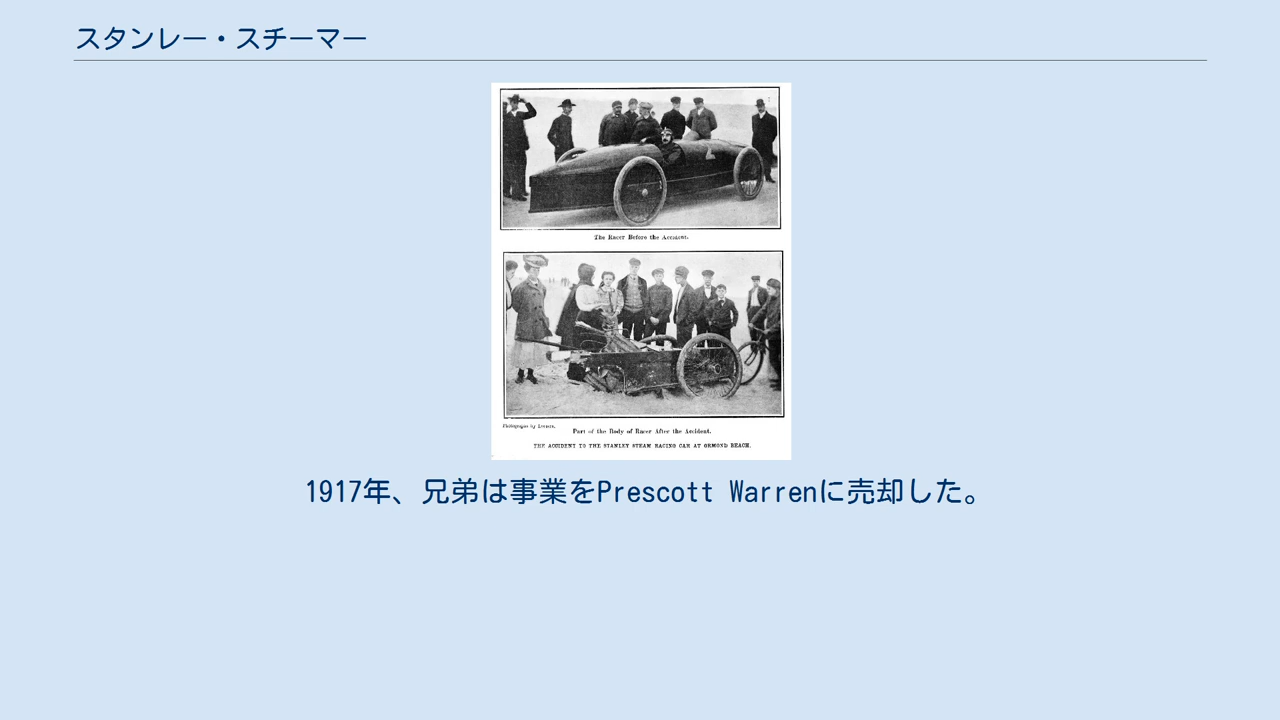 スタンレー・スチーマー
The Racer Before the Accident.
Photographs by Lecouri.
Part of the Body of Racer After the Accident.
THE ACCIDENT TO THE STANLEY STEAM RACING CAR AT ORMOND BEACH.
1917年、兄弟は事業をPrescott Warrenに売却した。